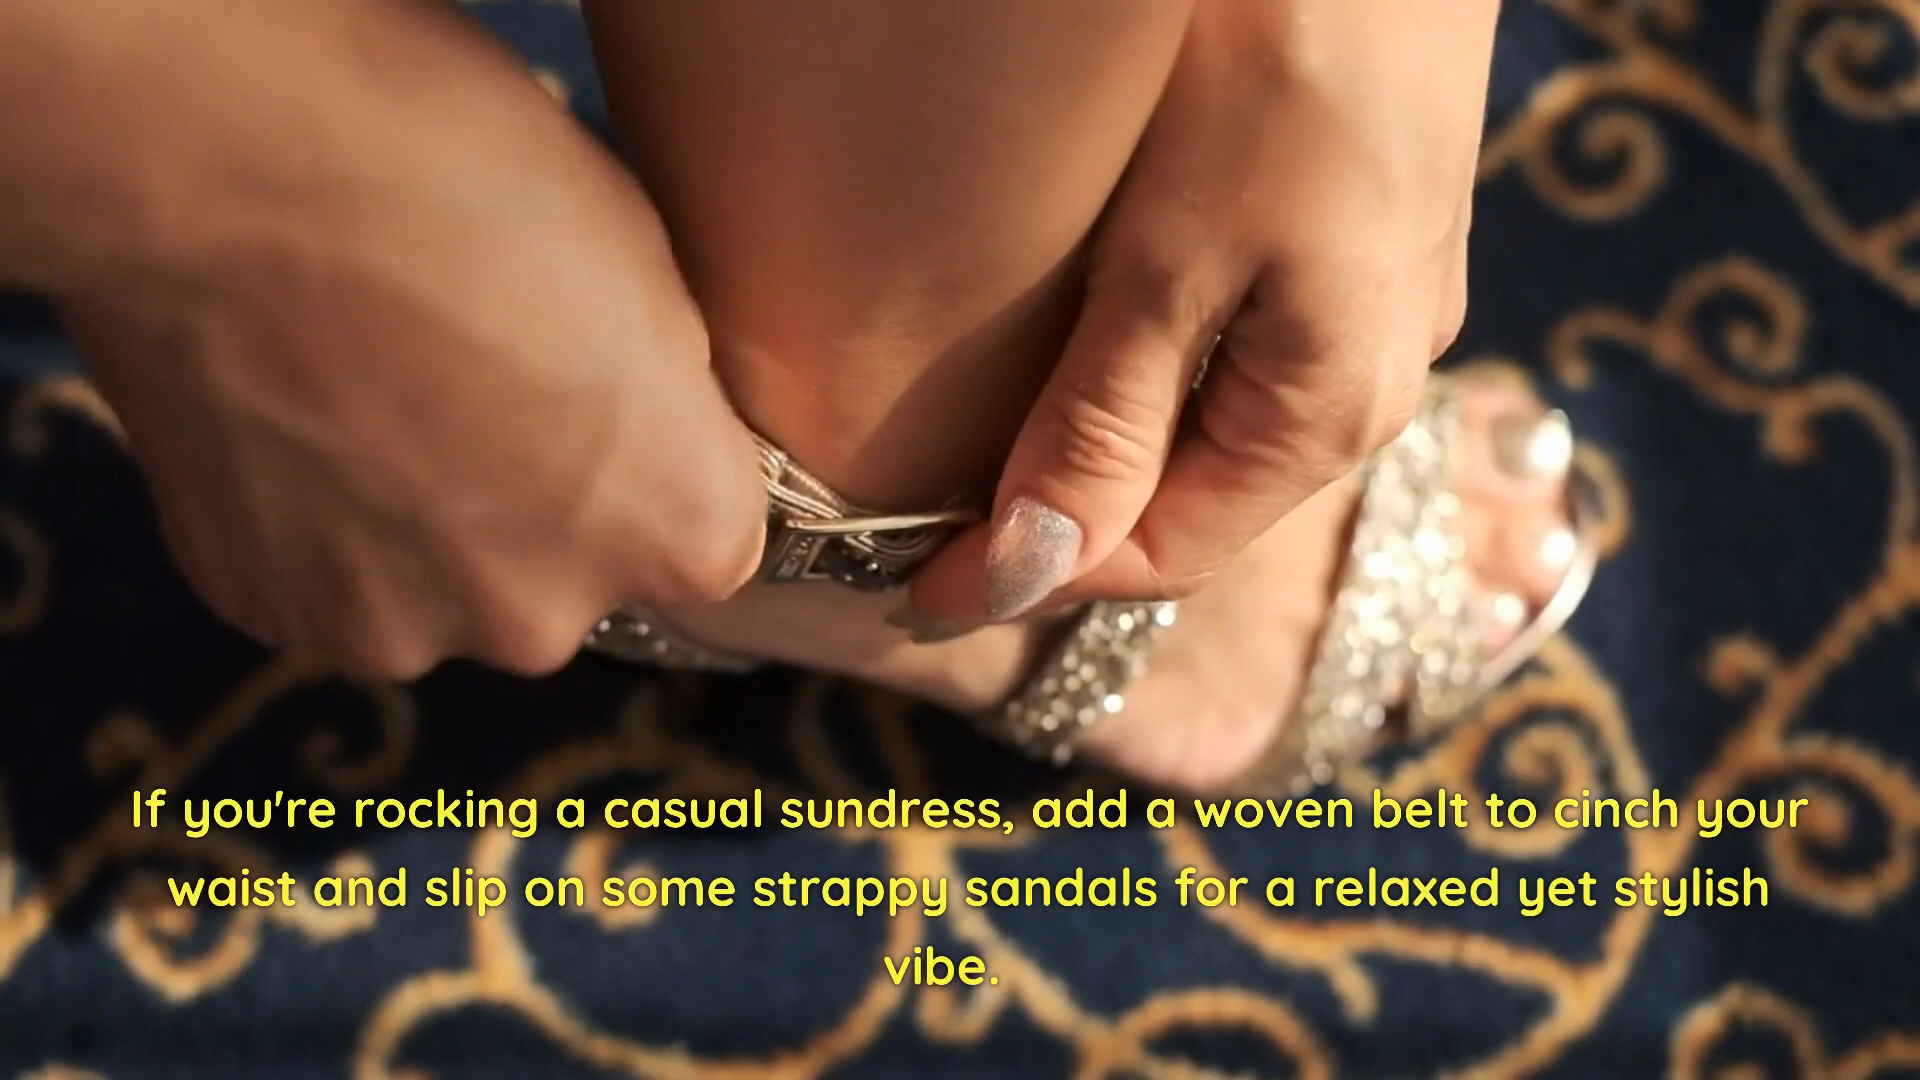 If you're rocking a casual sundress, add a woven belt to cinch your
waist and slip on some strappy sandals for a relaxed yet stylish
vibe.